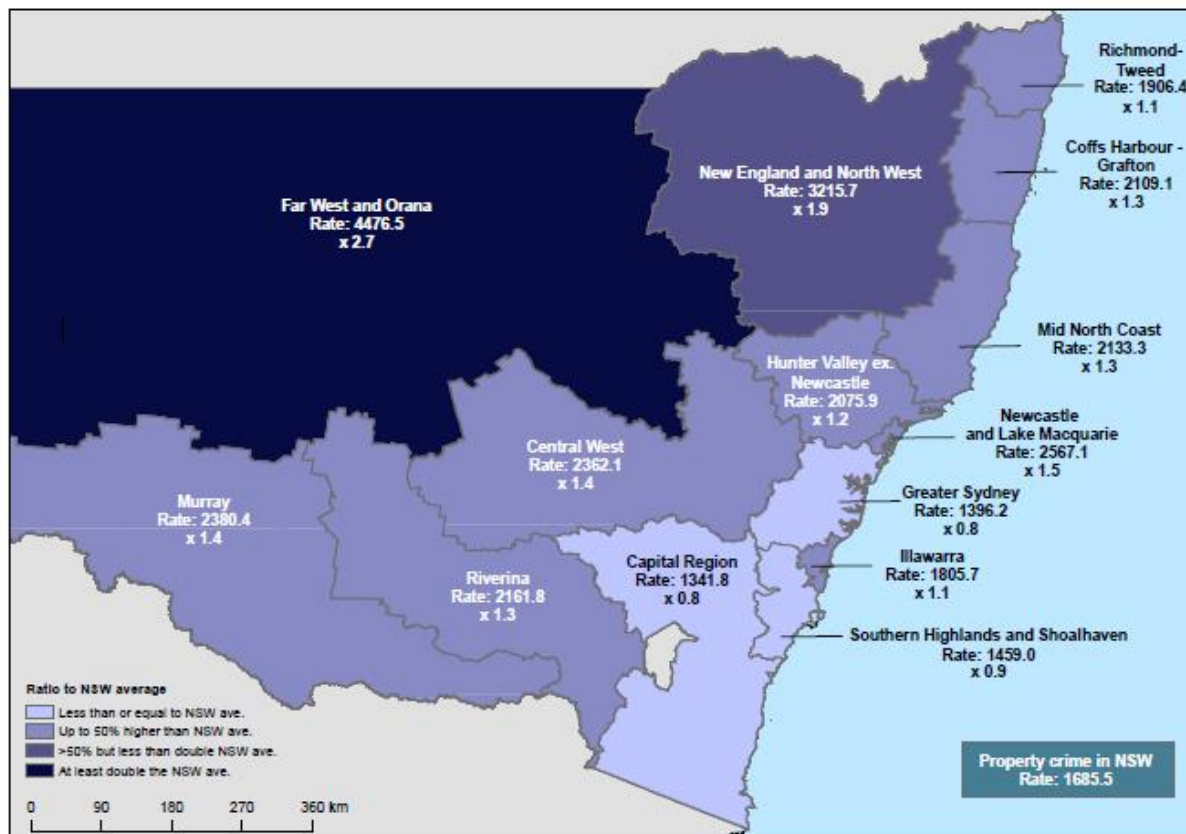 Richmond-
Tweed
Rate: 1906.4
x 1.1
Coffs Harbour -
Grafton
Rate: 2109.1
x 1.3
New England and North West
Rate: 3215.7
x 1.9
Far West and Orana
Rate: 4476.5
x 2.7
Mid North Coast
Rate: 2133.3
x 1.3
Hunter Valley ex.
Newcastle
Rate: 2075.9
x 1.2
Newcastle
and Lake Macquarie
Rate: 2567.1
x 1.5
Central West
Rate: 2362.1
x 1.4
Greater Sydney
Rate: 1396.2
x 0.8
Murray
Rate: 2380.4
x 1.4
Capital Region
Rate: 1341.8
x 0.8
Illawarra
Rate: 1805.7
x 1.1
Riverina
Rate: 2161.8
x 1.3
Southern Highlands and Shoalhaven
Rate: 1459.0
x 0.9
Ratio to NSW average
Less than or equal to NSW ave.
Up to 50% higher than NSW ave.
>50% but less than double NSW ave.
At least double the NSW ave.
0 90 180 270 360 km
Property crime in NSW
Rate: 1685.5